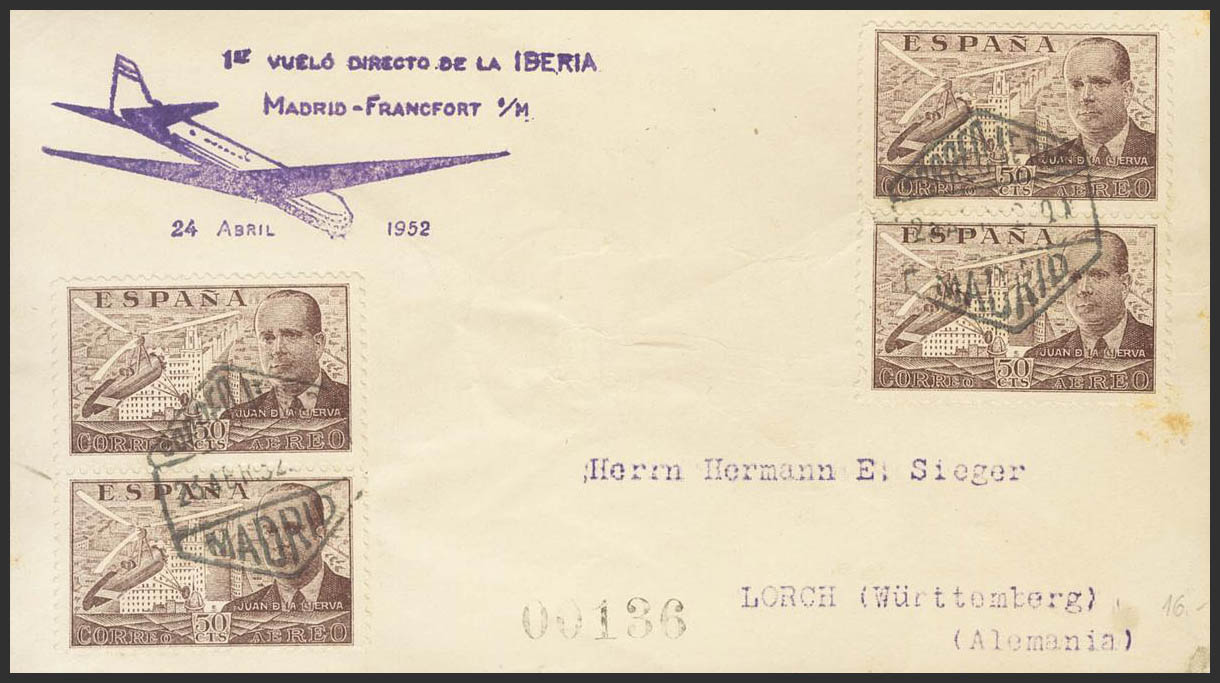 1er VUELO DIRECTO DE LA IBERIA
MADRID - FRANCFORT s/M.
24 ABRIL 1952
ESPAÑA
JUAN DE LA CIERVA
50 CTS
CORREO AEREO
ESPAÑA
JUAN DE LA CIERVA
50 CTS
CORREO AEREO
MADRID
ESPAÑA
JUAN DE LA CIERVA
50 CTS
CORREO AEREO
ESPAÑA
JUAN DE LA CIERVA
50 CTS
CORREO AEREO
MADRID
Herrn Hermann E. Sieger
LORCH (Württemberg)
(Alemania)
00136
16.-